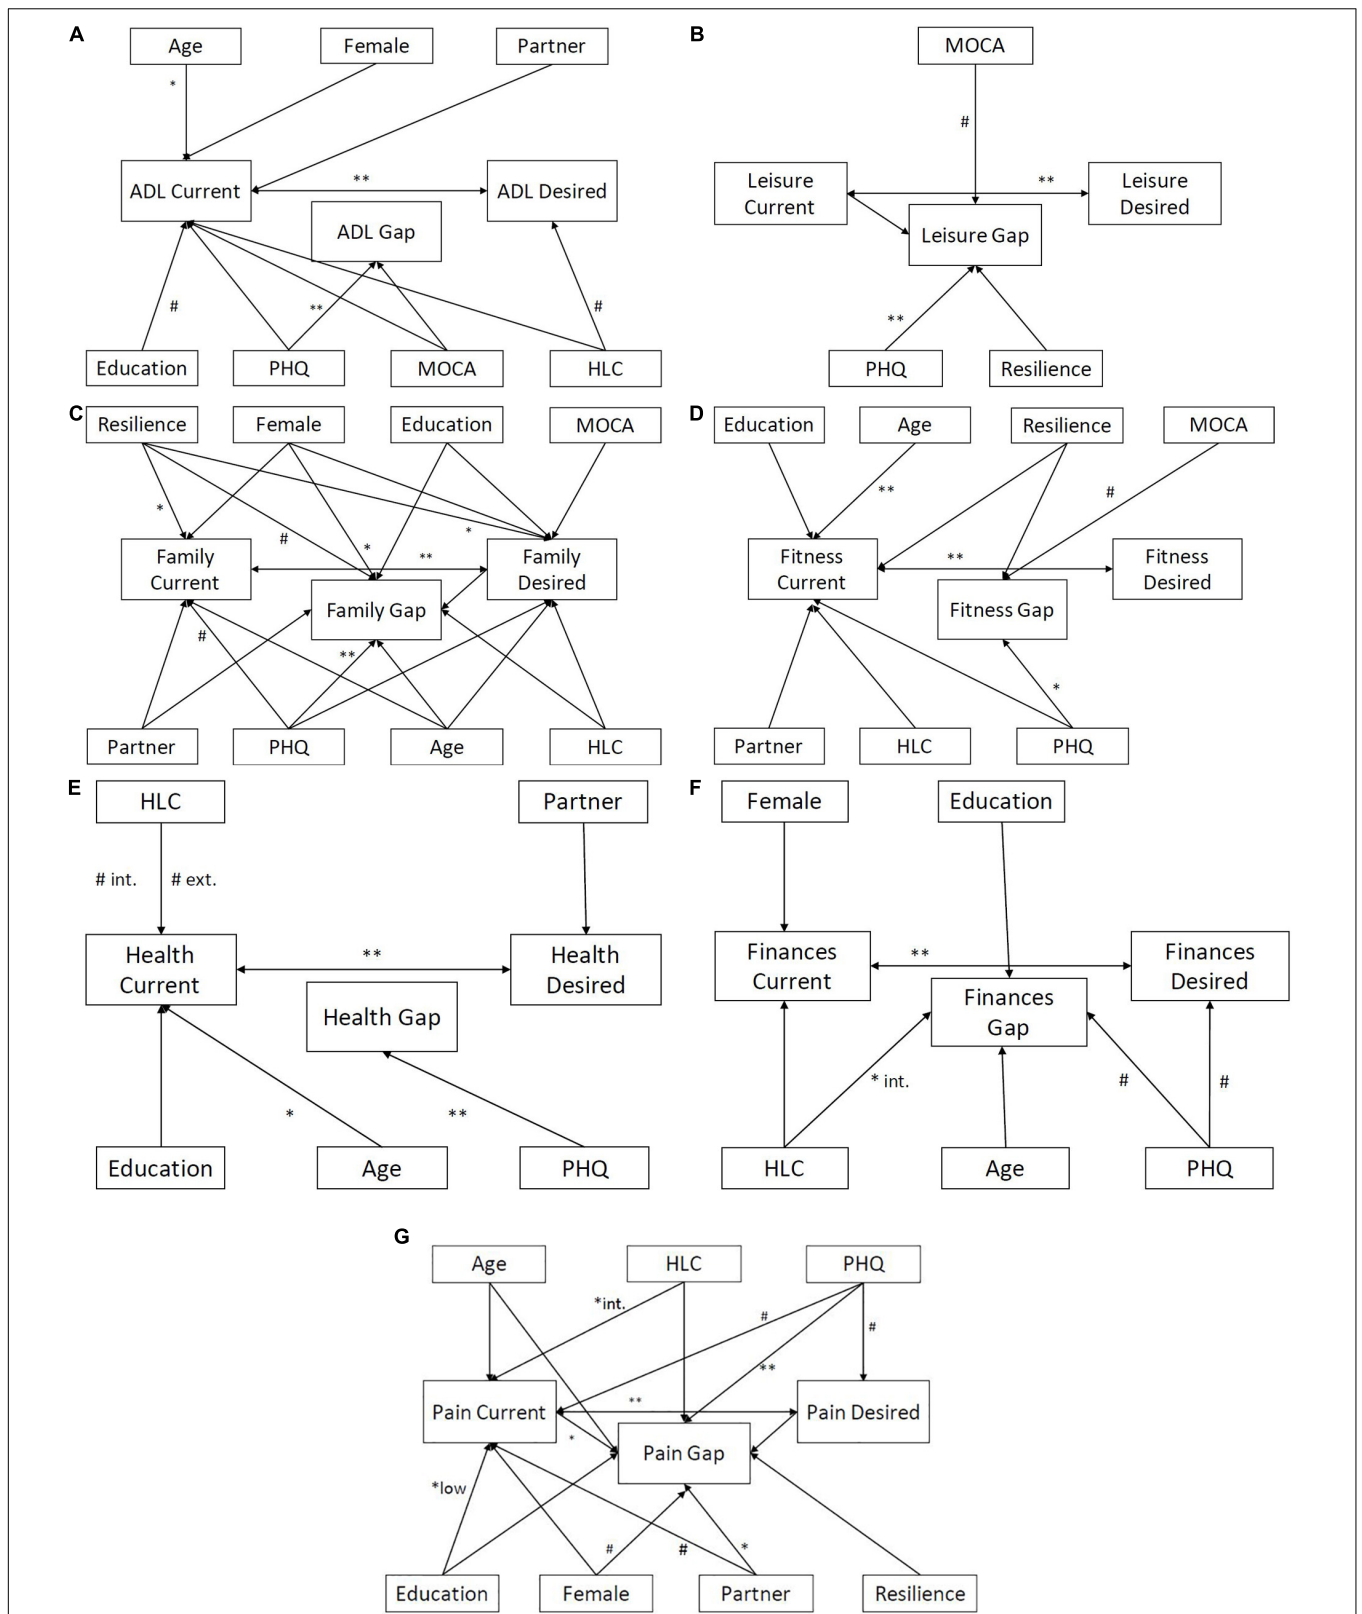 A
Age
Female
Partner
*
ADL Current
**
ADL Desired
ADL Gap
#
**
#
Education
PHQ
MOCA
HLC
B
MOCA
#
Leisure
Current
**
Leisure
Desired
Leisure Gap
**
PHQ
Resilience
C
Resilience
Female
Education
MOCA
*
#
*
*
**
Family
Current
Family
Desired
Family Gap
#
**
Partner
PHQ
Age
HLC
D
Education
Age
Resilience
MOCA
**
#
Fitness
Current
**
Fitness
Desired
Fitness Gap
*
Partner
HLC
PHQ
E
HLC
Partner
# int.
# ext.
Health
Current
**
Health
Desired
Health Gap
*
**
Education
Age
PHQ
F
Female
Education
Finances
Current
**
Finances
Desired
Finances
Gap
* int.
#
#
HLC
Age
PHQ
G
Age
HLC
PHQ
*int.
#
#
**
Pain Current
**
Pain Desired
*
Pain Gap
*low
#
#
*
Education
Female
Partner
Resilience